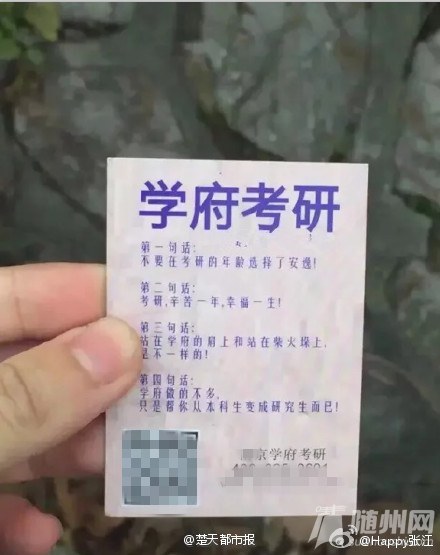 学府考研
第一句话:
不要在考研的年龄选择了安逸!
第二句话:
考研,辛苦一年,幸福一生!
第三句话:
站在学府的肩上和站在柴火垛上,
是不一样的!
第四句话:
学府做的不多,
只是帮你从本科生变成研究生而已!
京学府考研
随州网
@楚天都市报
@Happy张江